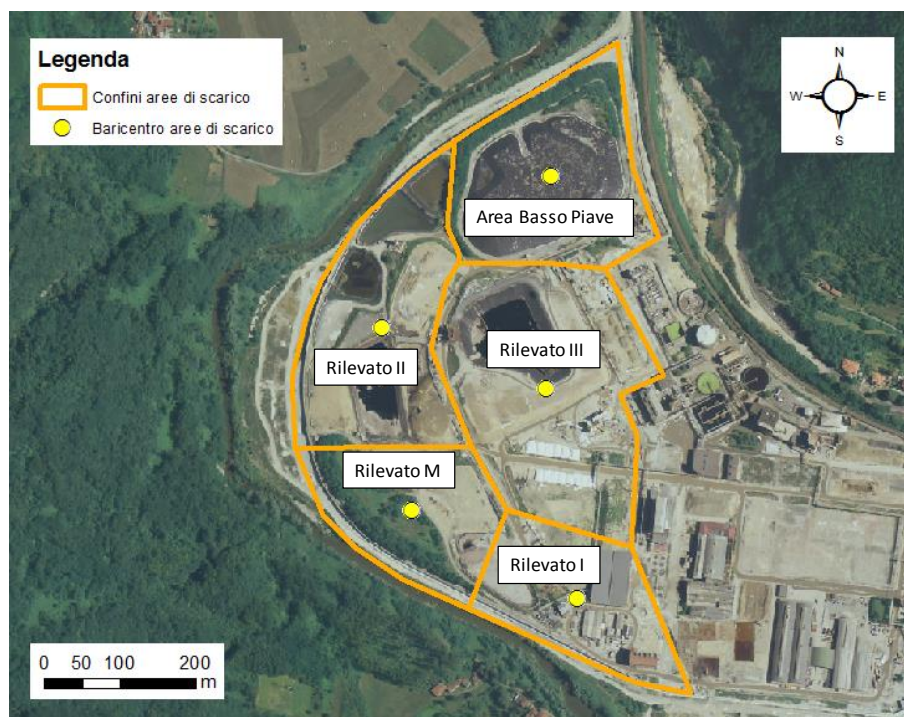 Legenda
Confini aree di scarico
Baricentro aree di scarico
N
W E
S
Area Basso Piave
Rilevato II
Rilevato III
Rilevato M
Rilevato I
0 50 100 200
m